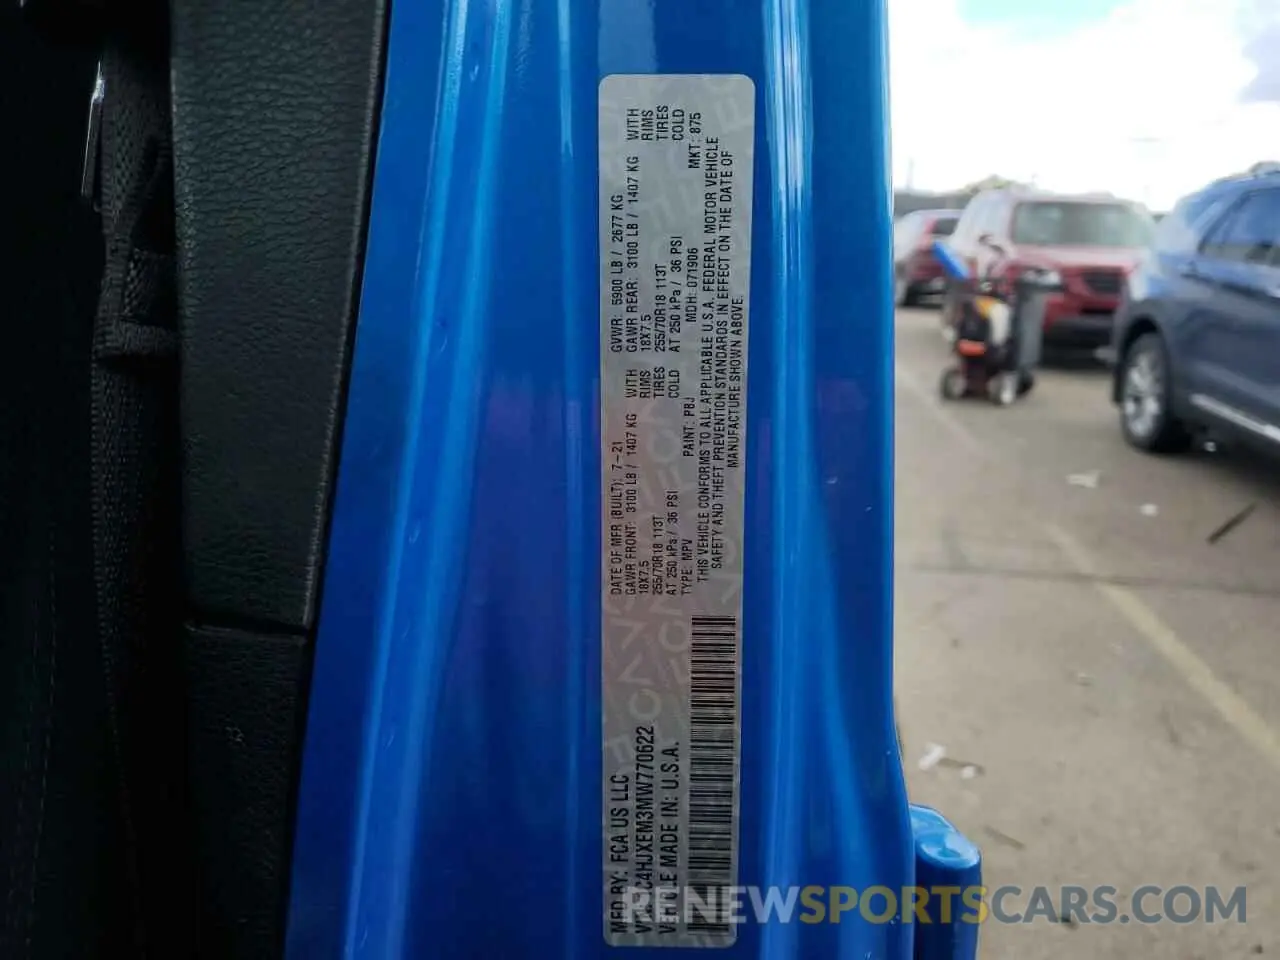 MFD BY: FCA US LLC
C4HJXEM3MW770622
VEHICLE MADE IN: U.S.A.
DATE OF MFR (BUILT): 7-21
GVWR: 5900 LB / 2677 KG
GAWR FRONT: 3100 LB / 1407 KG WITH
GAWR REAR: 3100 LB / 1407 KG WITH
18X7.5 RIMS
18X7.5 RIMS
255/70R18 113T TIRES
255/70R18 113T TIRES
AT 250 kPa / 36 PSI COLD
AT 250 kPa / 36 PSI COLD
TYPE: MPV PAINT: PBJ MDH: 071906 MKT: 875
THIS VEHICLE CONFORMS TO ALL APPLICABLE U.S.A. FEDERAL MOTOR VEHICLE
SAFETY AND THEFT PREVENTION STANDARDS IN EFFECT ON THE DATE OF
MANUFACTURE SHOWN ABOVE.
RENEWSPORTSCARS.COM